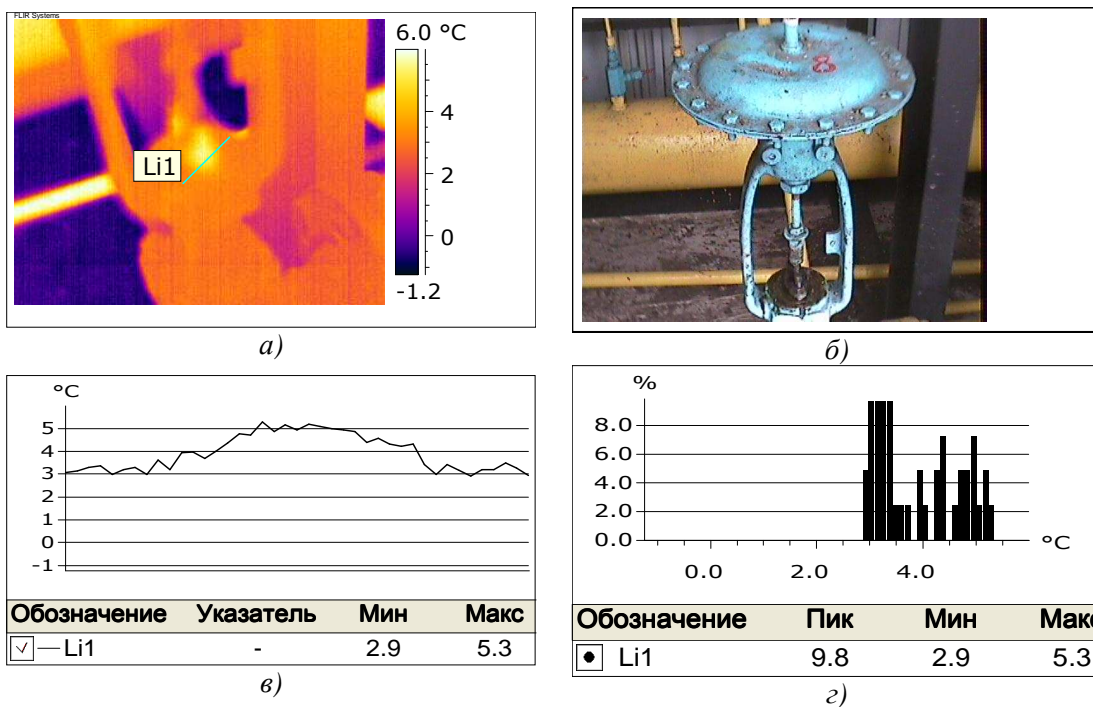 FLIR Systems
6.0 °C
4
2
0
-1.2
Li1
а)
8
б)
°C
5
4
3
2
1
0
-1
Обозначение Указатель Мин Макс
Li1 - 2.9 5.3
в)
%
8.0
6.0
4.0
2.0
0.0
°C
0.0 2.0 4.0
Обозначение Пик Мин Макс
Li1 9.8 2.9 5.3
г)